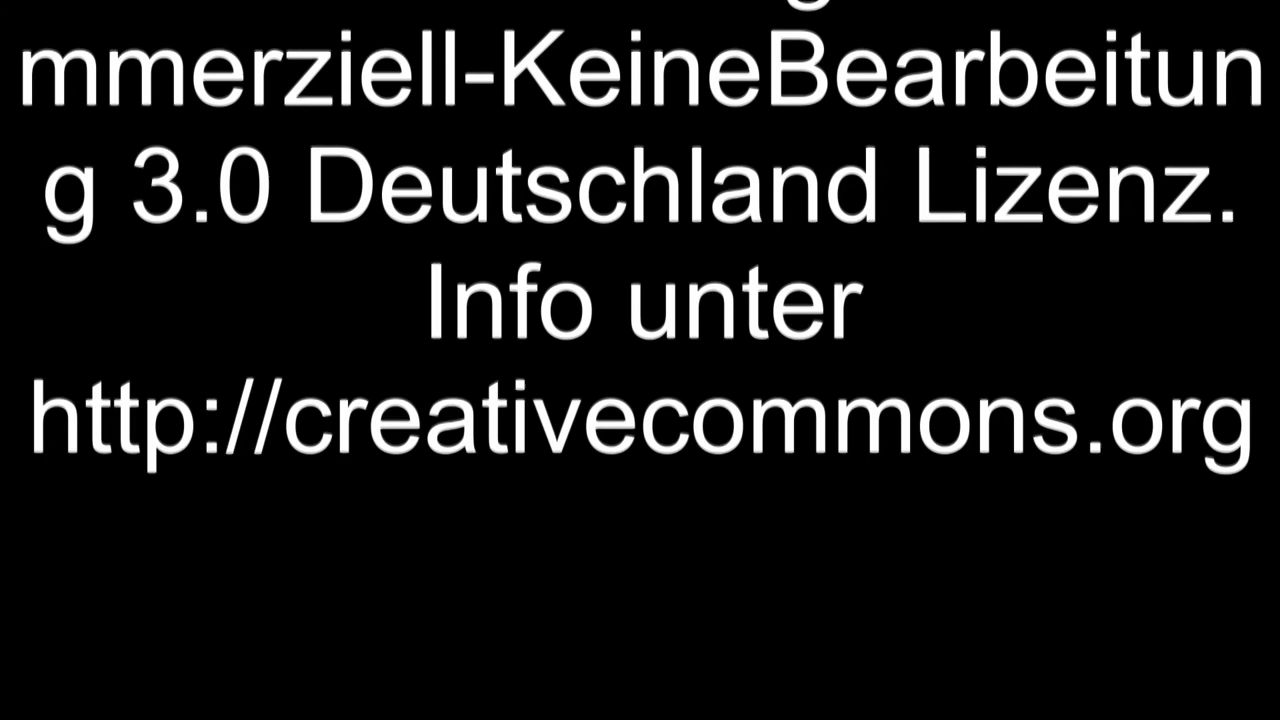 mmerziell-KeineBearbeitun
g 3.0 Deutschland Lizenz.
Info unter
http://creativecommons.org